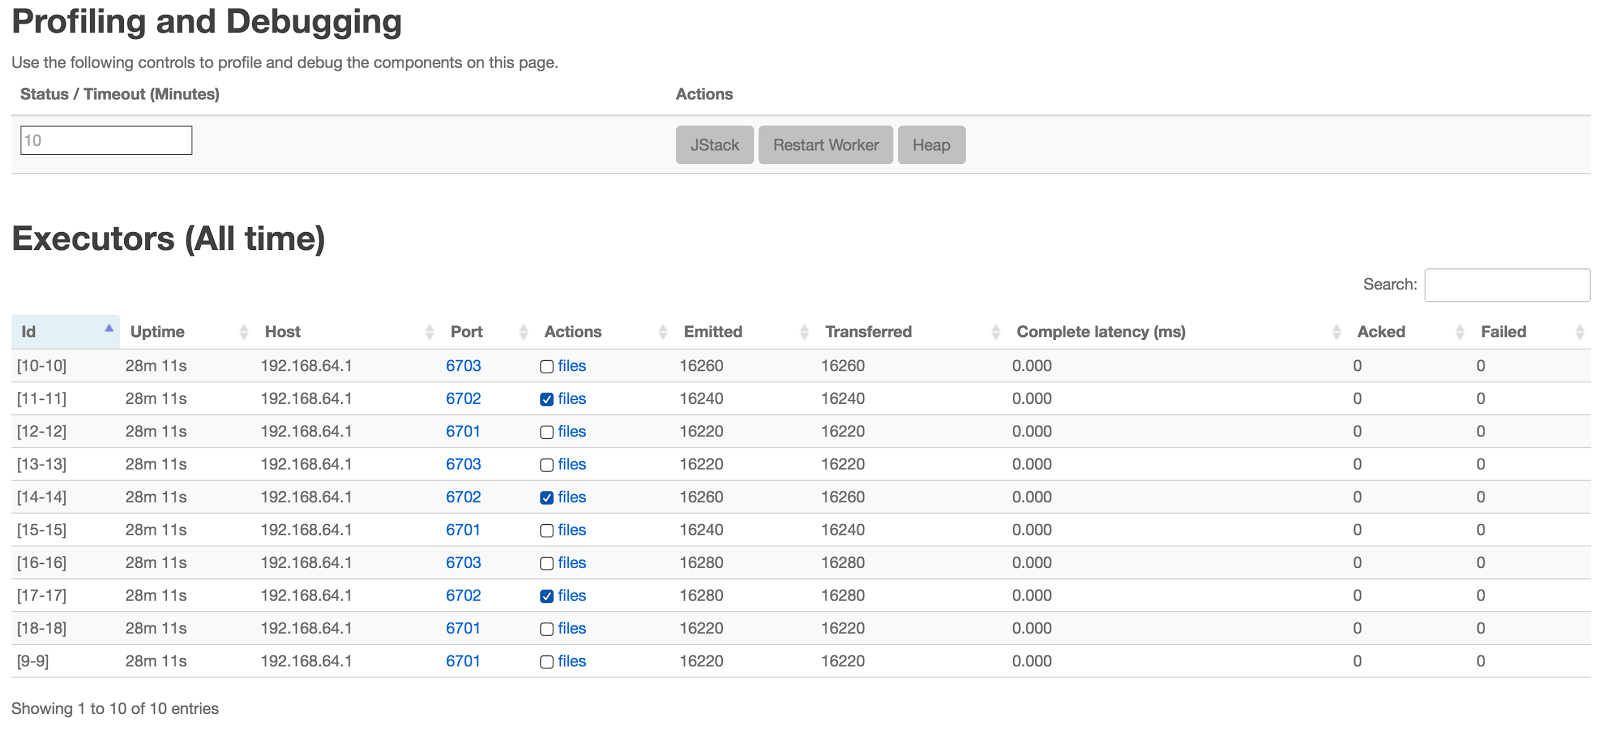 Profiling and Debugging
Use the following controls to profile and debug the components on this page.
Status / Timeout (Minutes) Actions
10 JStack Restart Worker Heap
Executors (All time)
Search:
Id Uptime Host Port Actions Emitted Transferred Complete latency (ms) Acked Failed
[10-10] 28m 11s 192.168.64.1 6703 files 16260 16260 0.000 0 0
[11-11] 28m 11s 192.168.64.1 6702 files 16240 16240 0.000 0 0
[12-12] 28m 11s 192.168.64.1 6701 files 16220 16220 0.000 0 0
[13-13] 28m 11s 192.168.64.1 6703 files 16220 16220 0.000 0 0
[14-14] 28m 11s 192.168.64.1 6702 files 16260 16260 0.000 0 0
[15-15] 28m 11s 192.168.64.1 6701 files 16240 16240 0.000 0 0
[16-16] 28m 11s 192.168.64.1 6703 files 16280 16280 0.000 0 0
[17-17] 28m 11s 192.168.64.1 6702 files 16280 16280 0.000 0 0
[18-18] 28m 11s 192.168.64.1 6701 files 16220 16220 0.000 0 0
[9-9] 28m 11s 192.168.64.1 6701 files 16220 16220 0.000 0 0
Showing 1 to 10 of 10 entries